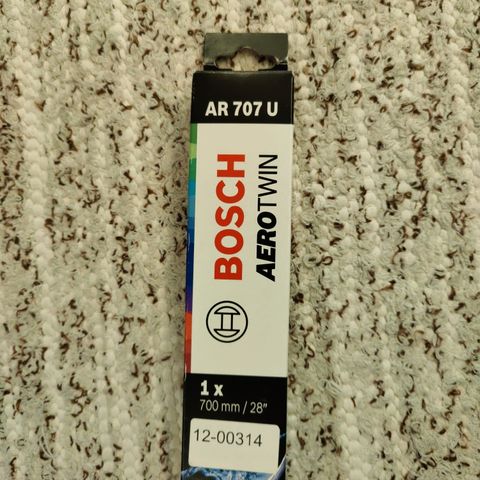 AR 707 U
BOSCH
AEROTWIN
1 x
700 mm / 28"
12-00314